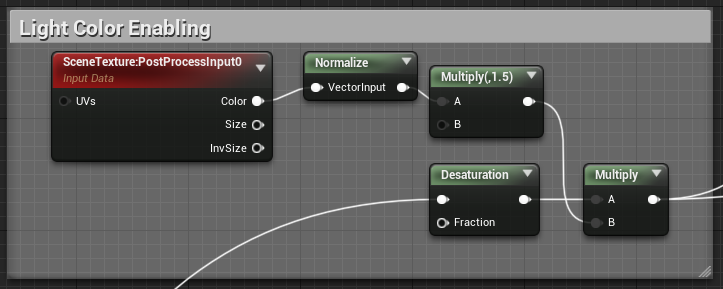 Light Color Enabling
SceneTexture:PostProcessInput0
Input Data
UVs
Color
Size
InvSize
Normalize
VectorInput
Multiply(,1.5)
A
B
Desaturation
Fraction
Multiply
A
B